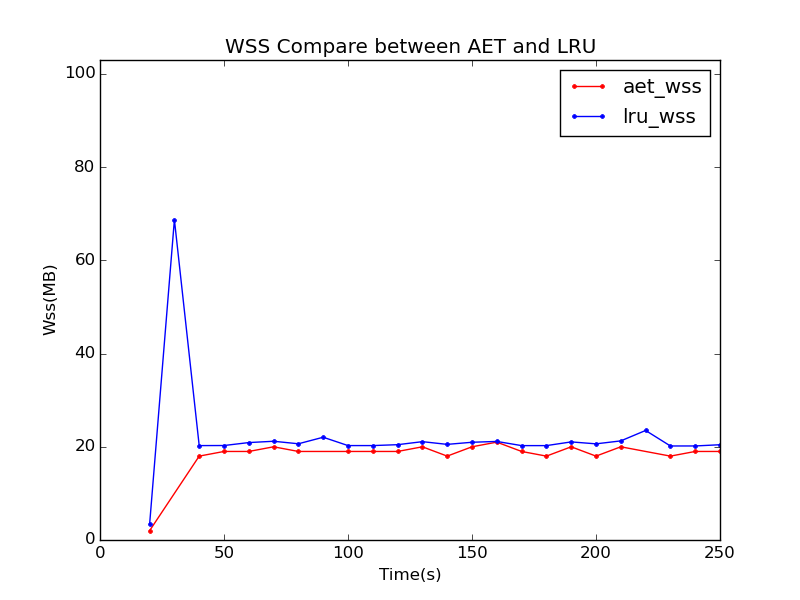 WSS Compare between AET and LRU
aet_wss
lru_wss
100
80
60
40
20
0
Wss(MB)
0 50 100 150 200 250
Time(s)